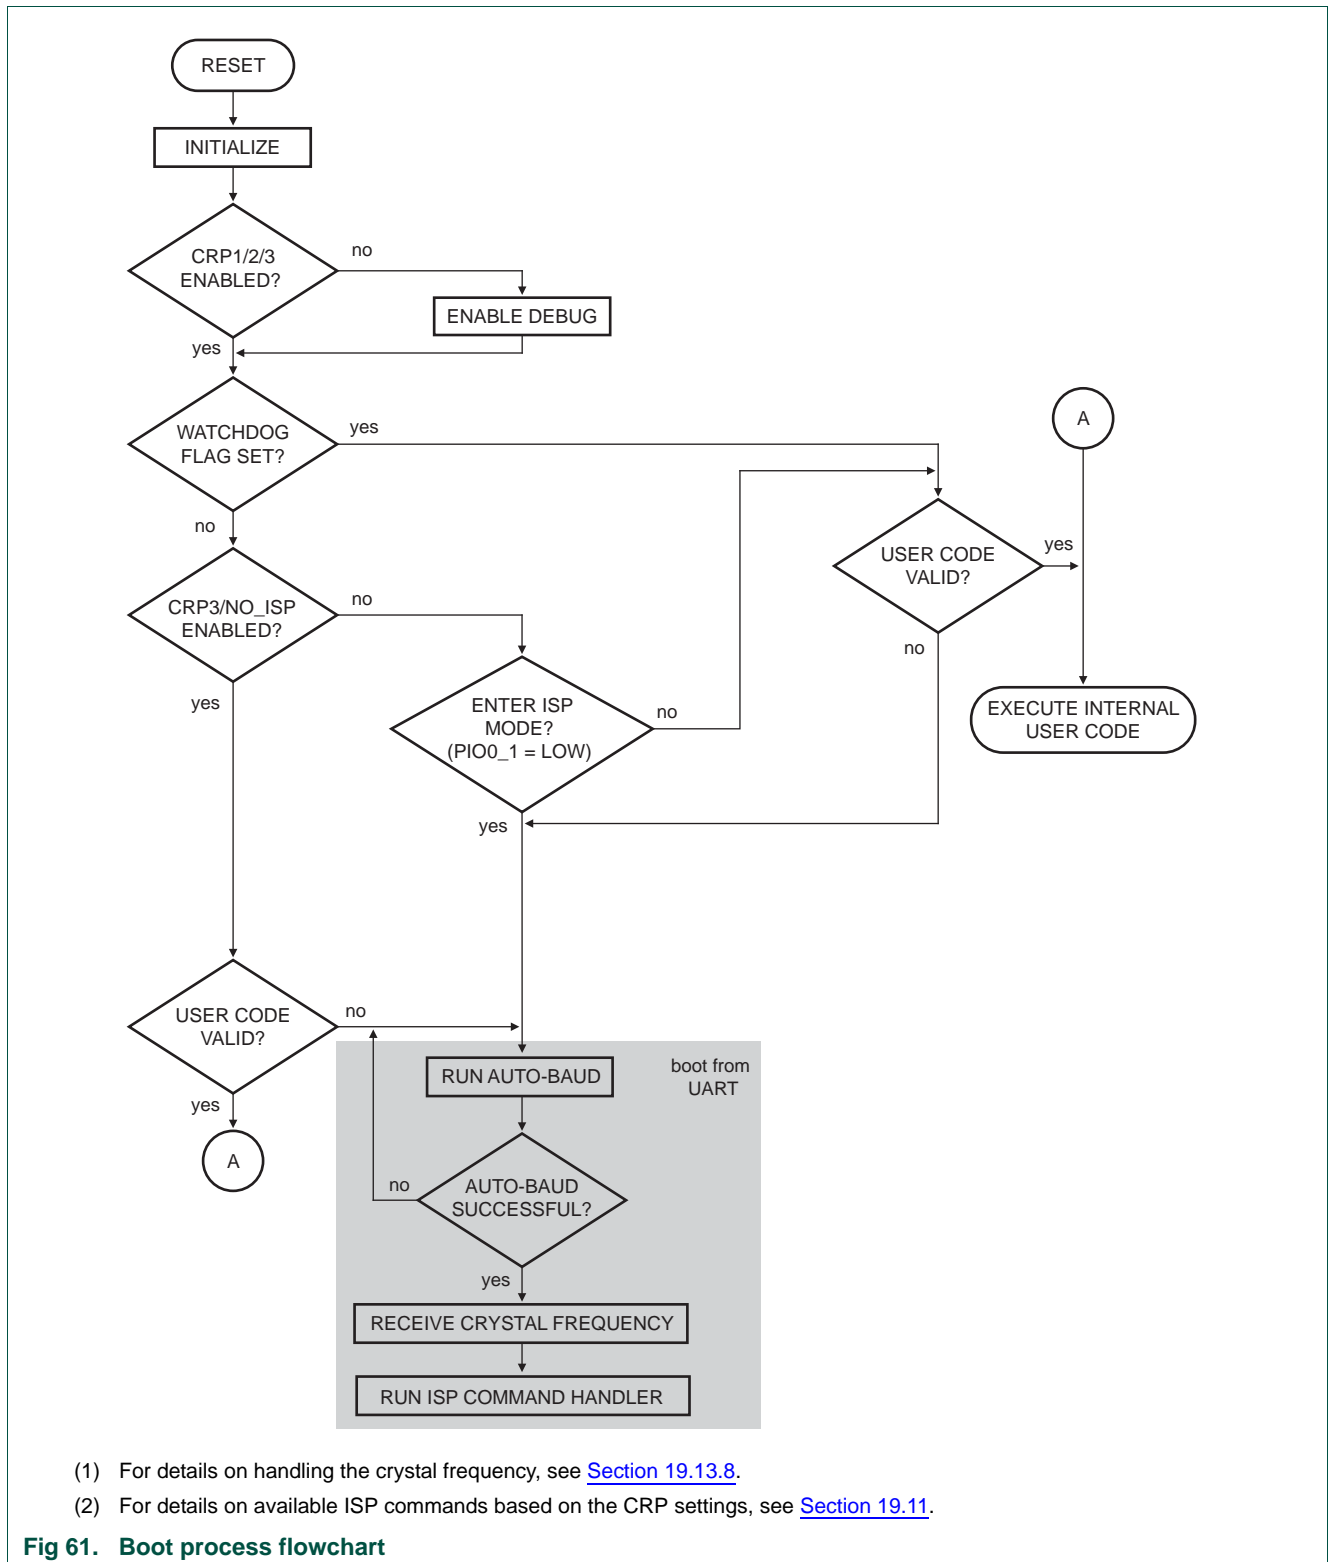 RESET
INITIALIZE
CRP1/2/3
ENABLED?
no
ENABLE DEBUG
yes
WATCHDOG
FLAG SET?
yes
A
no
USER CODE
VALID?
yes
no
CRP3/NO_ISP
ENABLED?
no
yes
ENTER ISP
MODE?
(PIO0_1 = LOW)
no
yes
EXECUTE INTERNAL
USER CODE
USER CODE
VALID?
no
yes
A
boot from
UART
RUN AUTO-BAUD
AUTO-BAUD
SUCCESSFUL?
no
yes
RECEIVE CRYSTAL FREQUENCY
RUN ISP COMMAND HANDLER
(1) For details on handling the crystal frequency, see Section 19.13.8.
(2) For details on available ISP commands based on the CRP settings, see Section 19.11.
Fig 61. Boot process flowchart